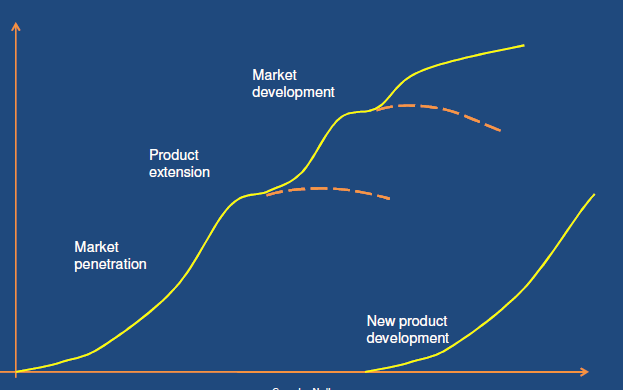 Market
development
Product
extension
Market
penetration
New product
development